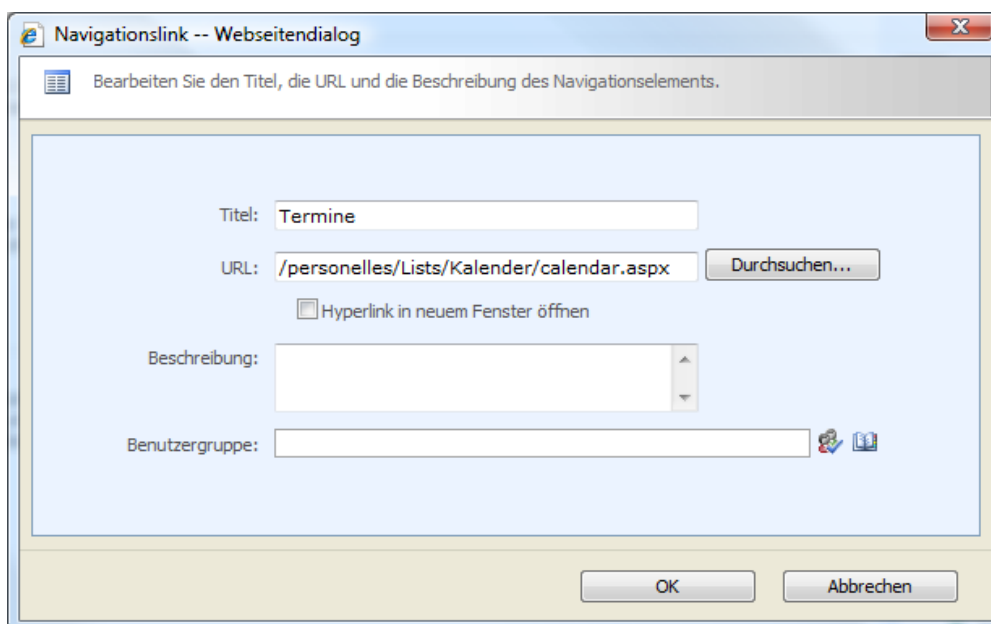 Navigationslink -- Webseitendialog
Bearbeiten Sie den Titel, die URL und die Beschreibung des Navigationselements.
Titel: Termine
URL: /personelles/Lists/Kalender/calendar.aspx Durchsuchen...
Hyperlink in neuem Fenster öffnen
Beschreibung:
Benutzergruppe:
OK Abbrechen